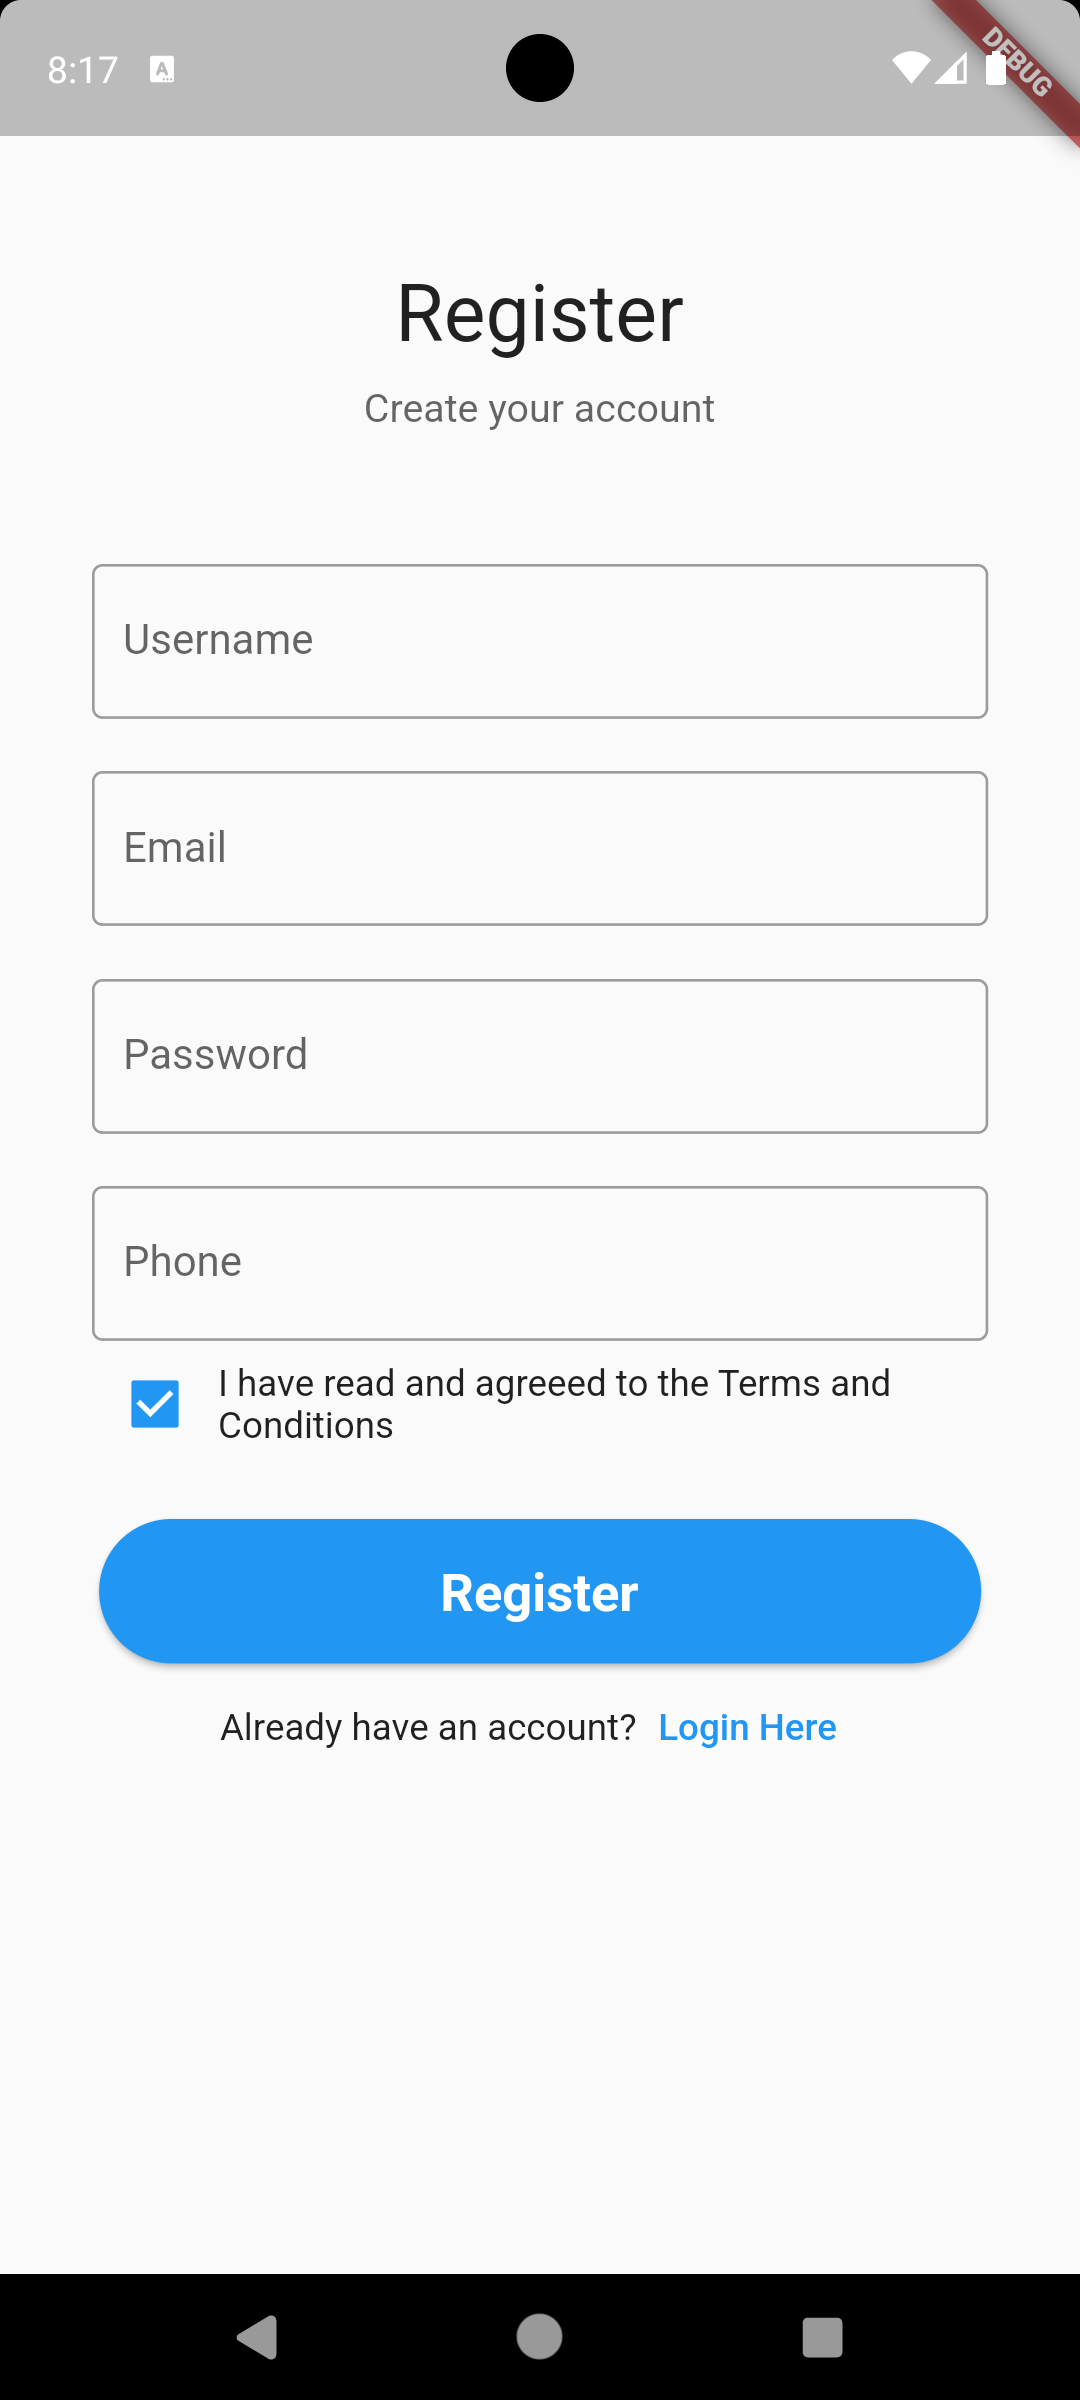 8:17
DEBUG
Register
Create your account
Username
Email
Password
Phone
I have read and agreeed to the Terms and
Conditions
Register
Already have an account? Login Here